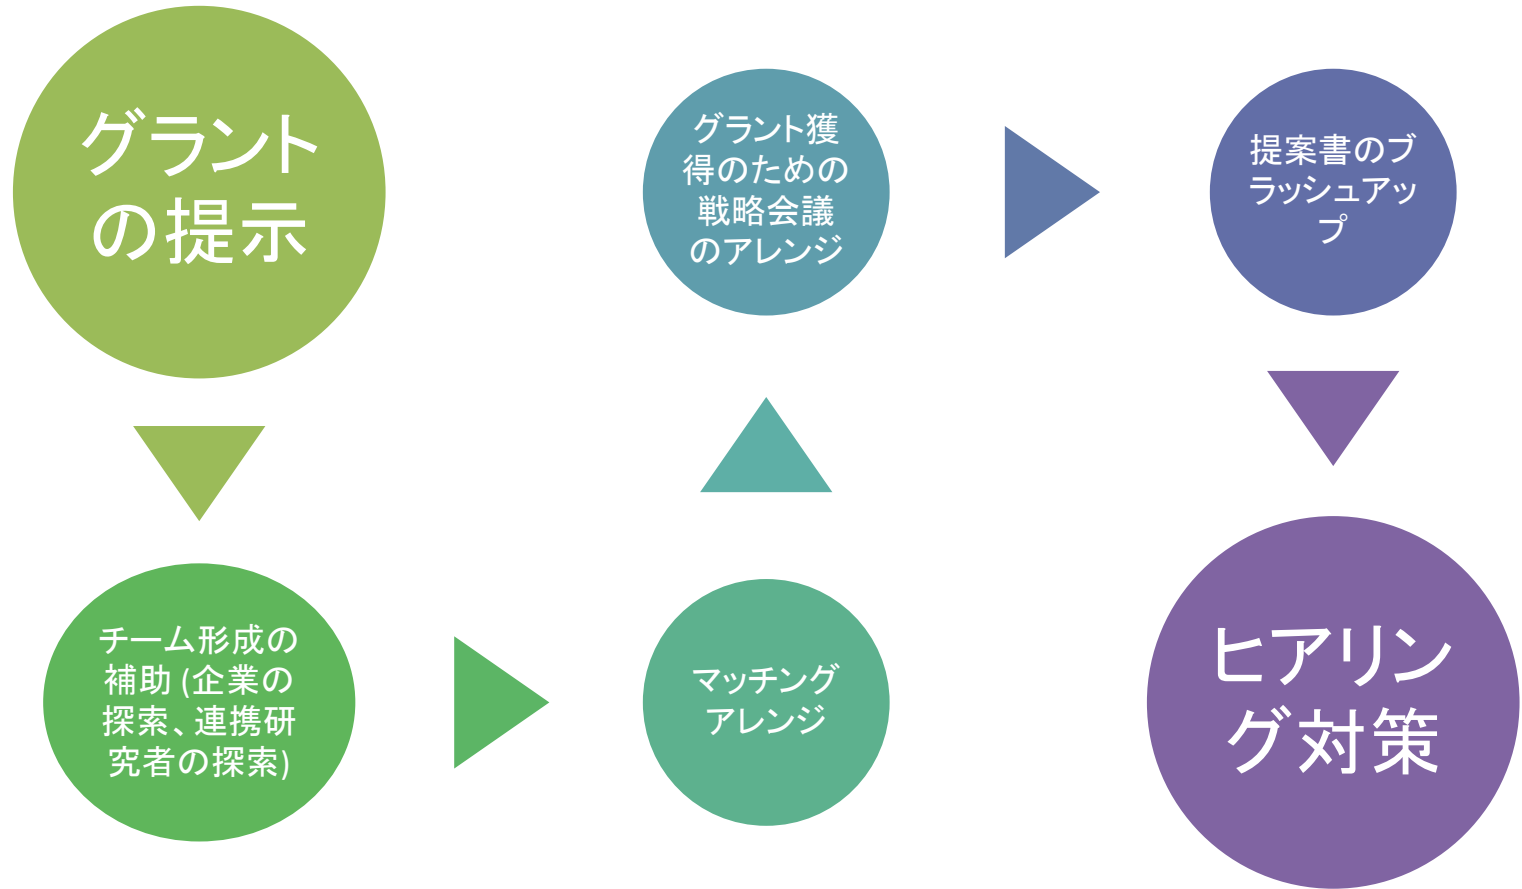 グラント
の提示
チーム形成の
補助 (企業の
探索、連携研
究者の探索)
マッチング
アレンジ
グラント獲
得のための
戦略会議
のアレンジ
提案書のブ
ラッシュアッ
プ
ヒアリン
グ対策